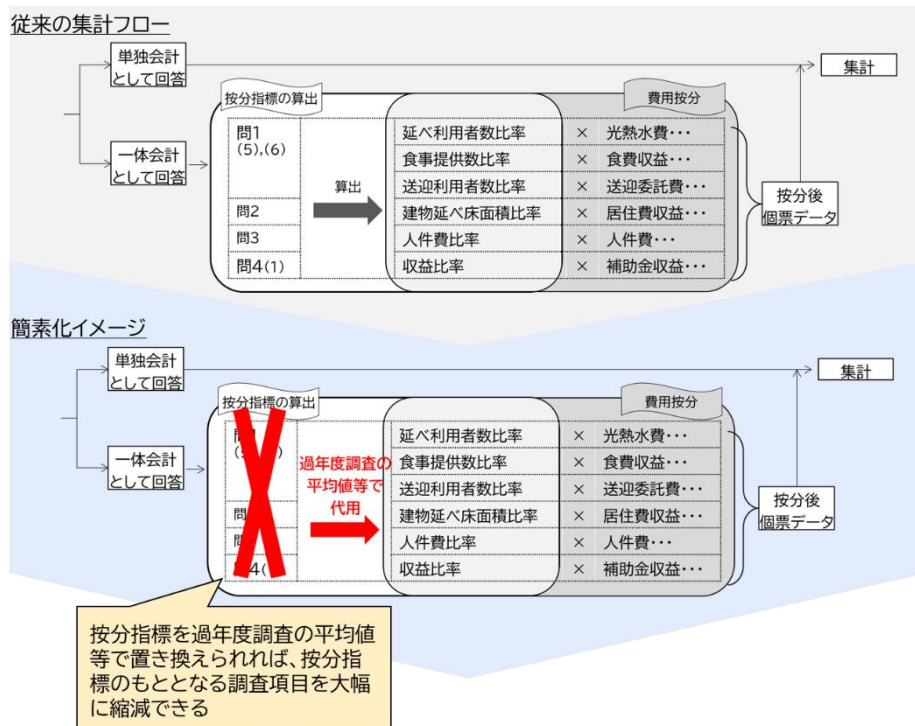 従来の集計フロー
単独会計
として回答
集計
按分指標の算出
費用按分
問1
(5),(6)
延べ利用者数比率 × 光熱水費･･･
食事提供数比率 × 食費収益･･･
一体会計
として回答
算出
送迎利用者数比率 × 送迎委託費･･･
按分後
個票データ
問2
建物延べ床面積比率 × 居住費収益･･･
問3
人件費比率 × 人件費･･･
問4(1)
収益比率 × 補助金収益･･･
簡素化イメージ
単独会計
として回答
集計
按分指標の算出
費用按分
延べ利用者数比率 × 光熱水費･･･
一体会計
として回答
過年度調査の
平均値等で
代用
食事提供数比率 × 食費収益･･･
送迎利用者数比率 × 送迎委託費･･･
按分後
個票データ
問
建物延べ床面積比率 × 居住費収益･･･
人件費比率 × 人件費･･･
4(
収益比率 × 補助金収益･･･
按分指標を過年度調査の平均値
等で置き換えられれば、按分指
標のもととなる調査項目を大幅
に縮減できる